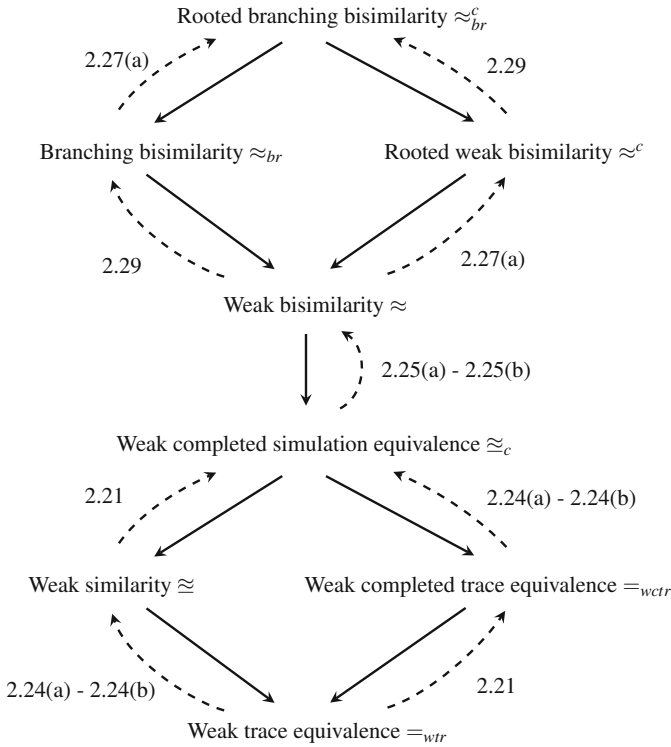 Rooted branching bisimilarity ≈ᶜ_br
2.27(a)
2.29
Branching bisimilarity ≈_br
Rooted weak bisimilarity ≈ᶜ
2.29
2.27(a)
Weak bisimilarity ≈
2.25(a) - 2.25(b)
Weak completed simulation equivalence ≊_c
2.21
2.24(a) - 2.24(b)
Weak similarity ≊
Weak completed trace equivalence =_wctr
2.24(a) - 2.24(b)
2.21
Weak trace equivalence =_wtr